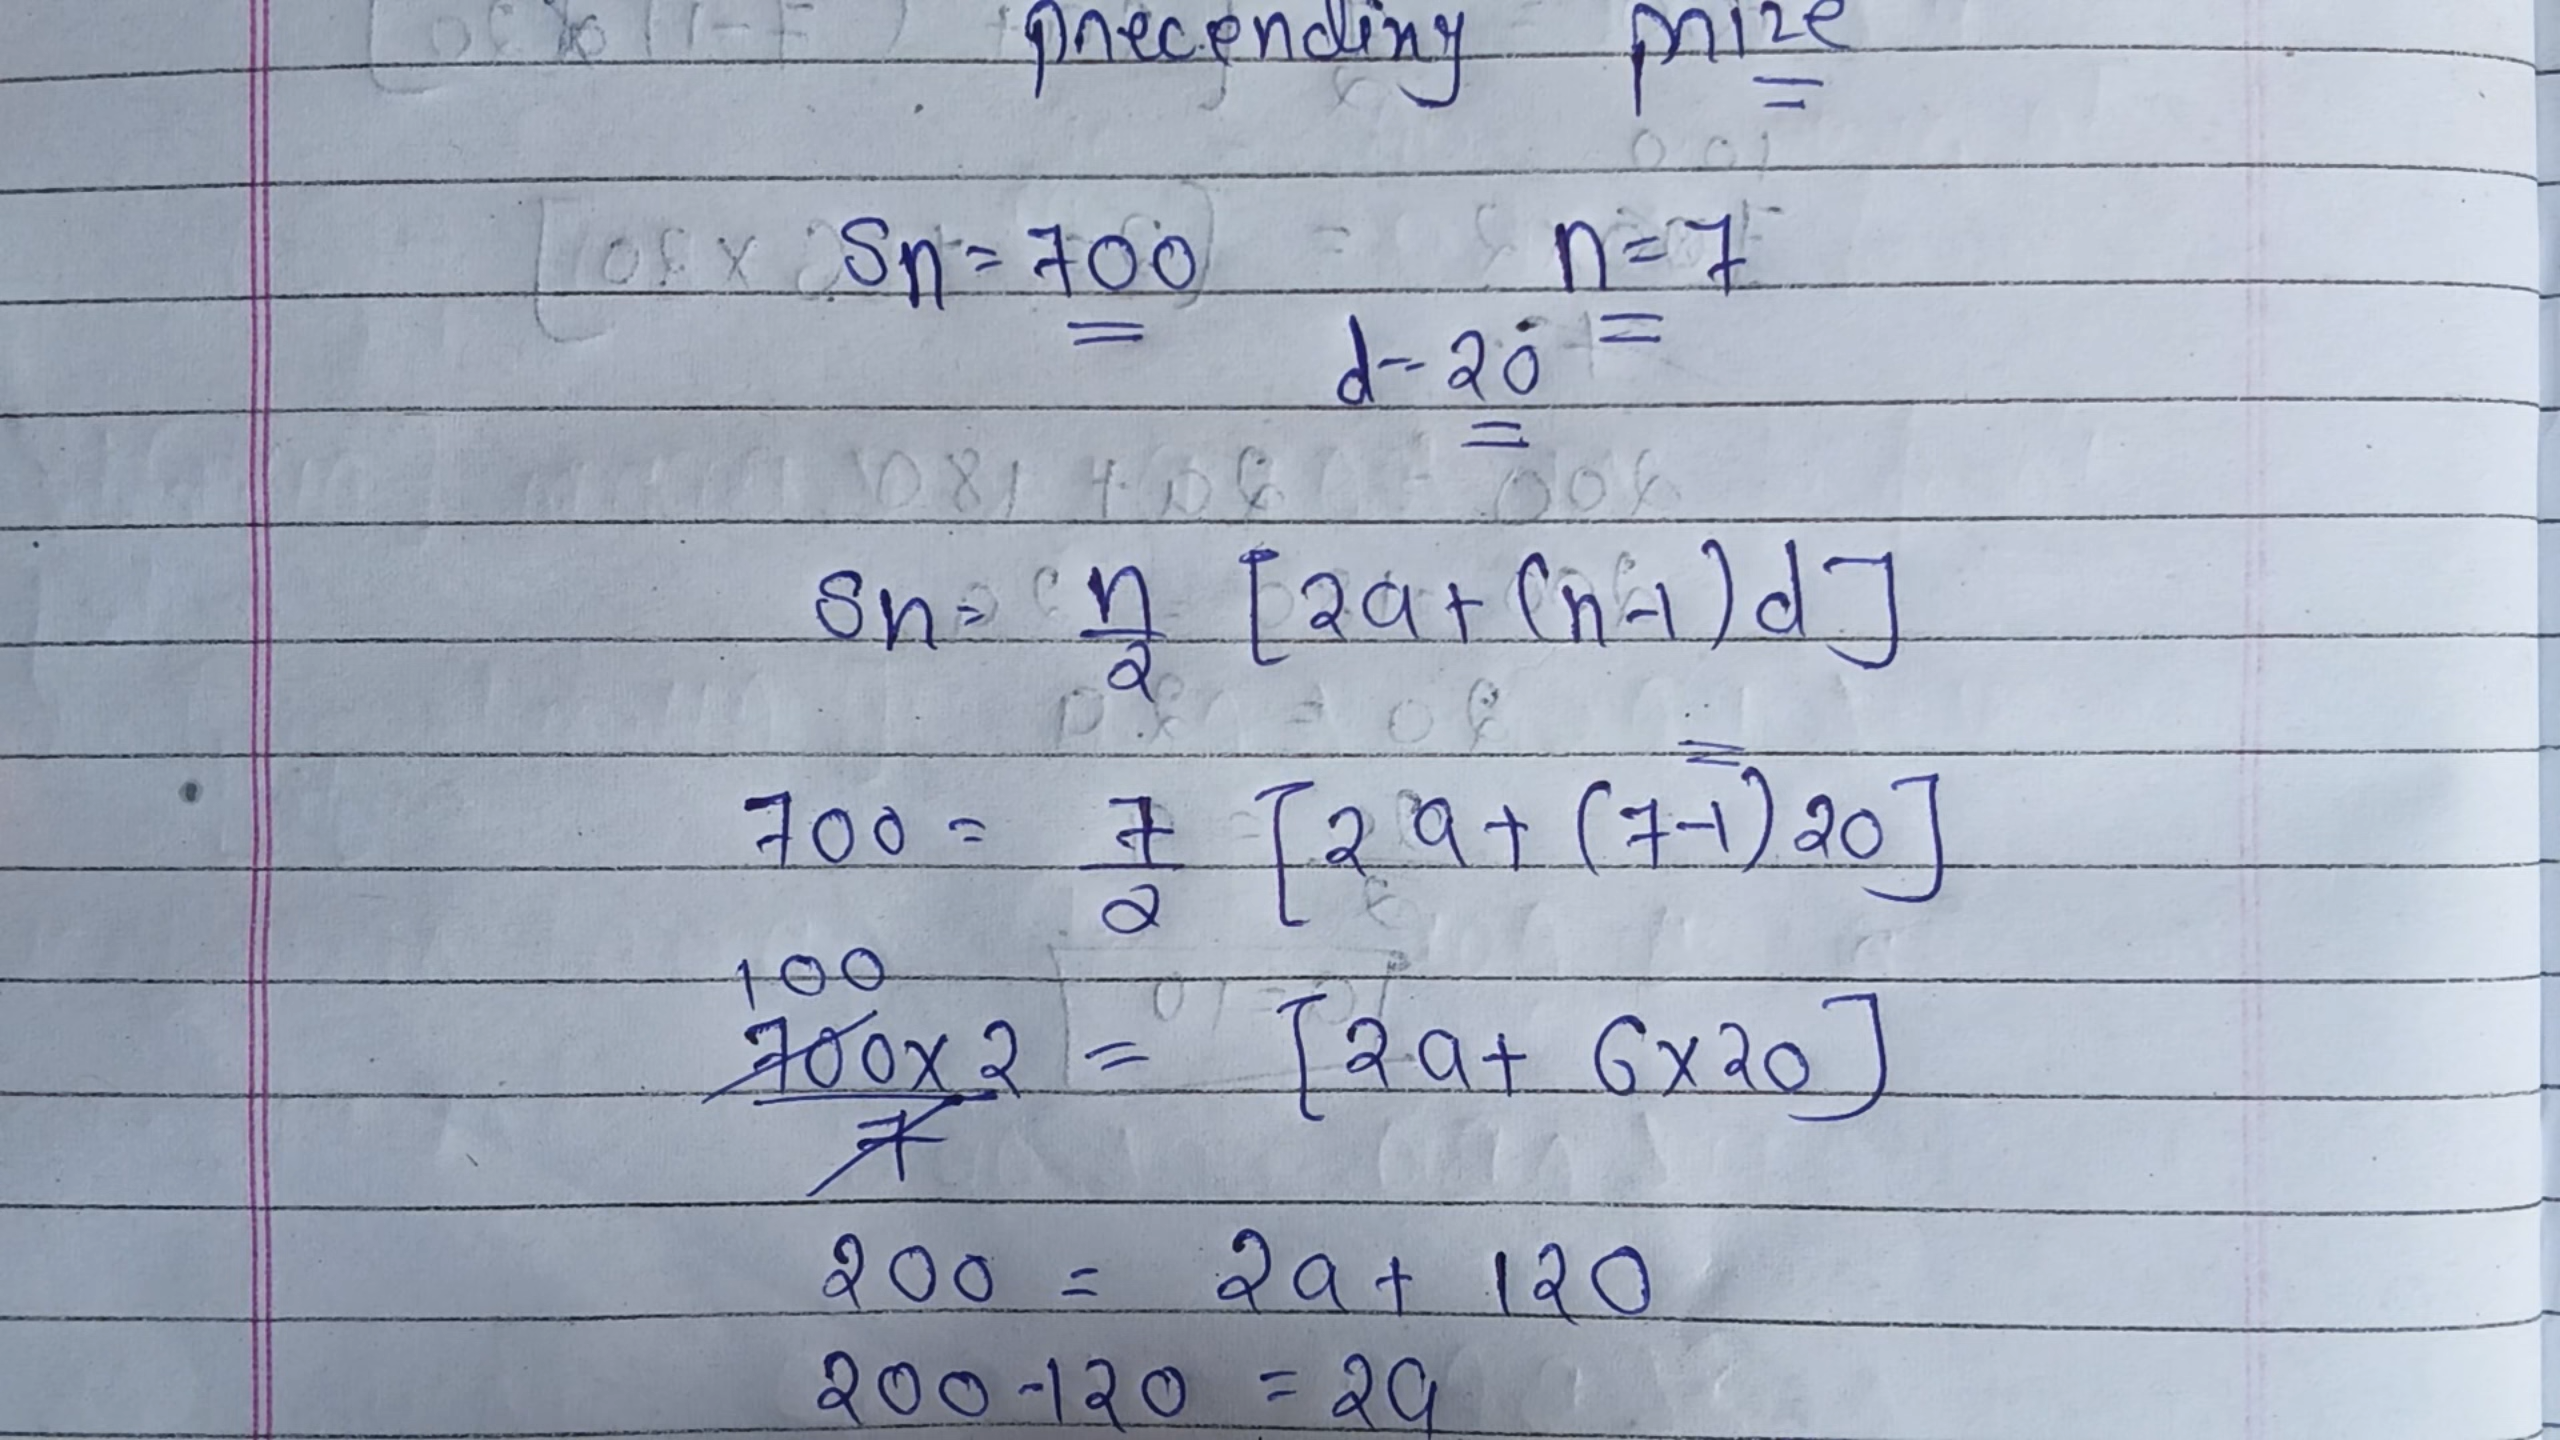 precending prize
Sn = 700 n = 7
d - 20
Sn = n/2 [2a + (n-1)d]
700 = 7/2 [2a + (7-1)20]
100
700x2/7 = [2a + 6x20]
200 = 2a + 120
200-120 = 2a